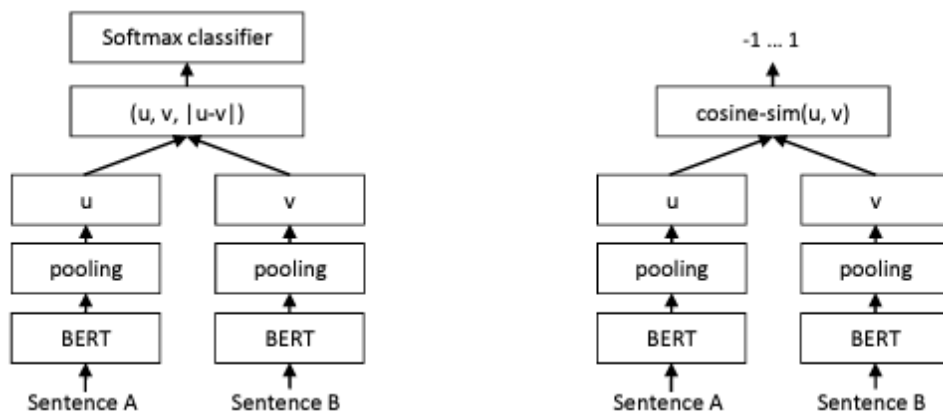 Softmax classifier
(u, v, |u-v|)
u v
pooling pooling
BERT BERT
Sentence A Sentence B
-1 ... 1
cosine-sim(u, v)
u v
pooling pooling
BERT BERT
Sentence A Sentence B